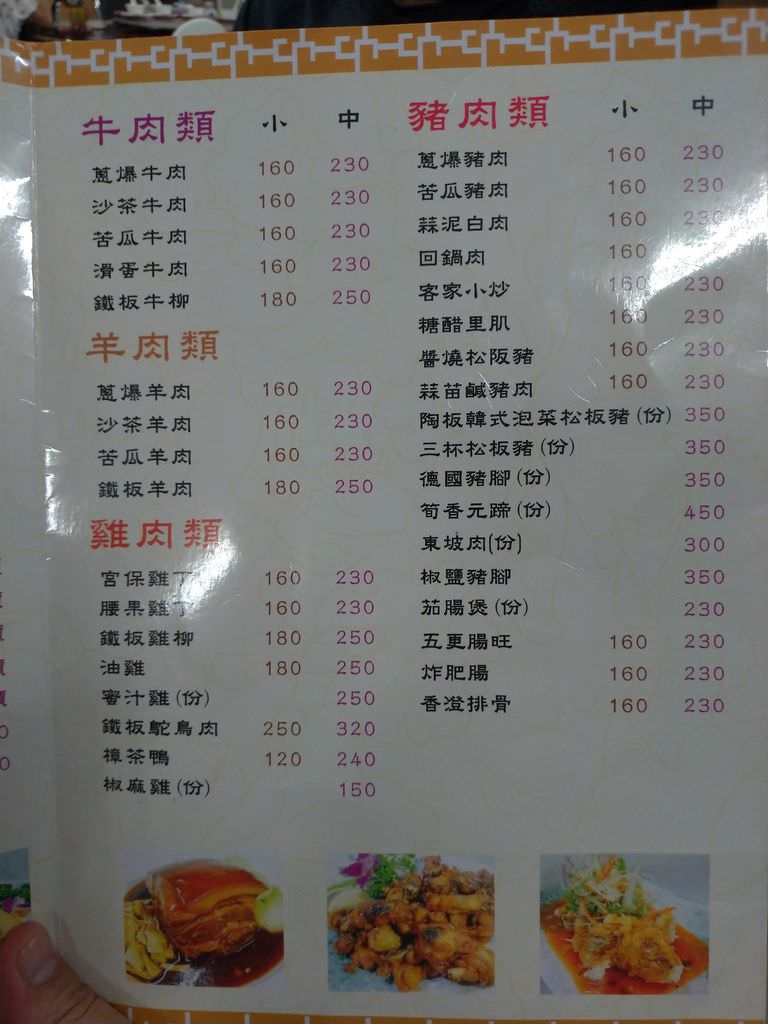 牛肉類 小 中
蔥爆牛肉 160 230
沙茶牛肉 160 230
苦瓜牛肉 160 230
滑蛋牛肉 160 230
鐵板牛柳 180 250
羊肉類
蔥爆羊肉 160 230
沙茶羊肉 160 230
苦瓜羊肉 160 230
鐵板羊肉 180 250
雞肉類
宮保雞丁 160 230
腰果雞丁 160 230
鐵板雞柳 180 250
油雞 180 250
蜜汁雞(份) 250
鐵板鴕鳥肉 250 320
樟茶鴨 120 240
椒麻雞(份) 150
豬肉類 小 中
蔥爆豬肉 160 230
苦瓜豬肉 160 230
蒜泥白肉 160 230
回鍋肉 160
客家小炒 160 230
糖醋里肌 160 230
醬燒松阪豬 160 230
蒜苗鹹豬肉 160 230
陶板韓式泡菜松板豬(份) 350
三杯松板豬(份) 350
德國豬腳(份) 350
筍香元蹄(份) 450
東坡肉(份) 300
椒鹽豬腳 350
茄腸煲(份) 230
五更腸旺 160 230
炸肥腸 160 230
香澄排骨 160 230